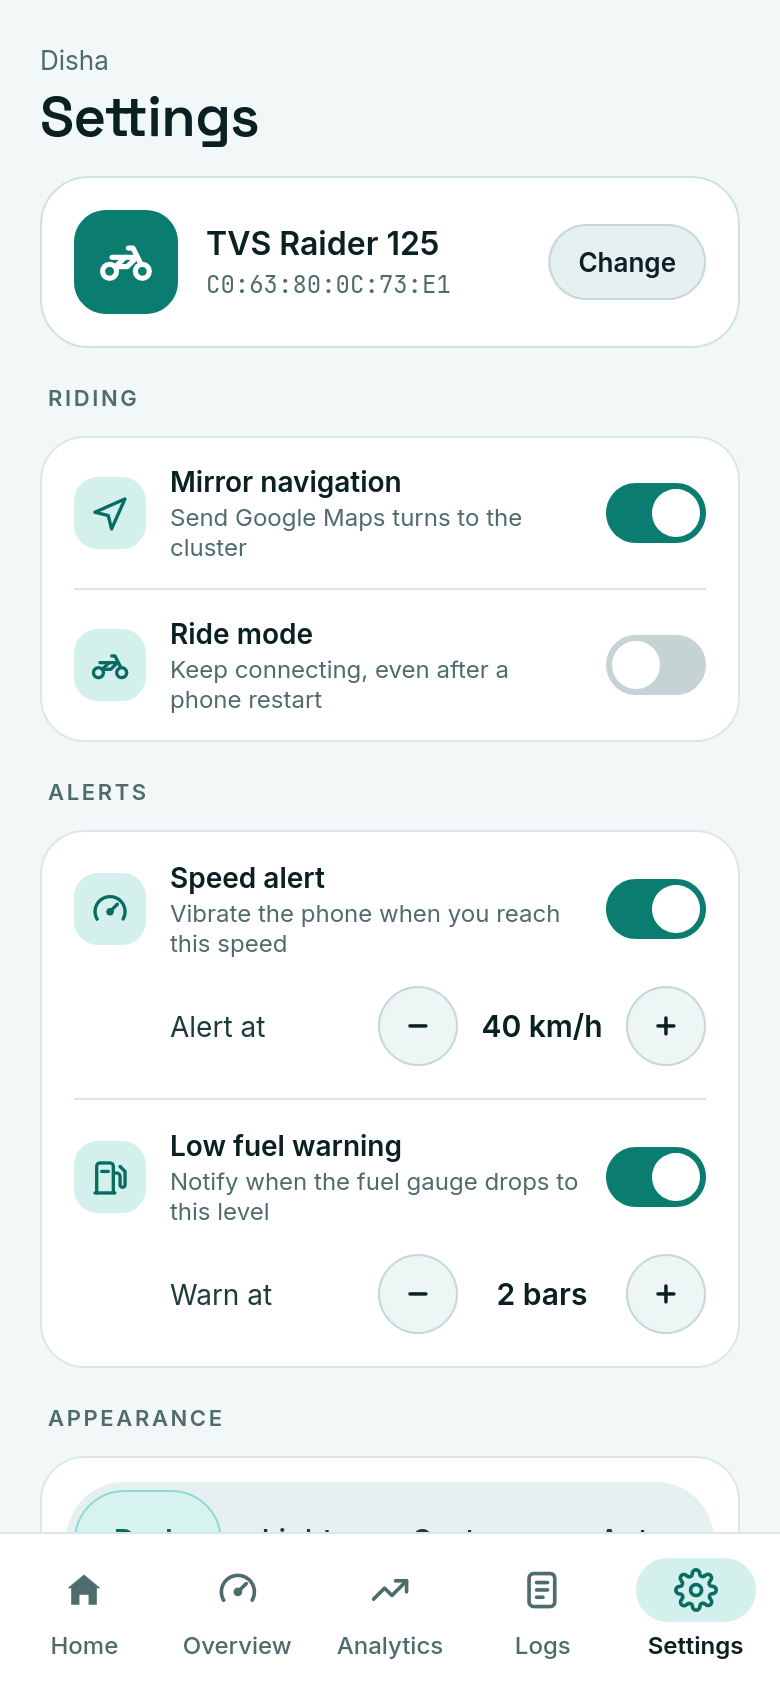 Disha
Settings
TVS Raider 125
C0:63:80:0C:73:E1
Change
RIDING
Mirror navigation
Send Google Maps turns to the
cluster
Ride mode
Keep connecting, even after a
phone restart
ALERTS
Speed alert
Vibrate the phone when you reach
this speed
Alert at
40 km/h
Low fuel warning
Notify when the fuel gauge drops to
this level
Warn at
2 bars
APPEARANCE
Home
Overview
Analytics
Logs
Settings